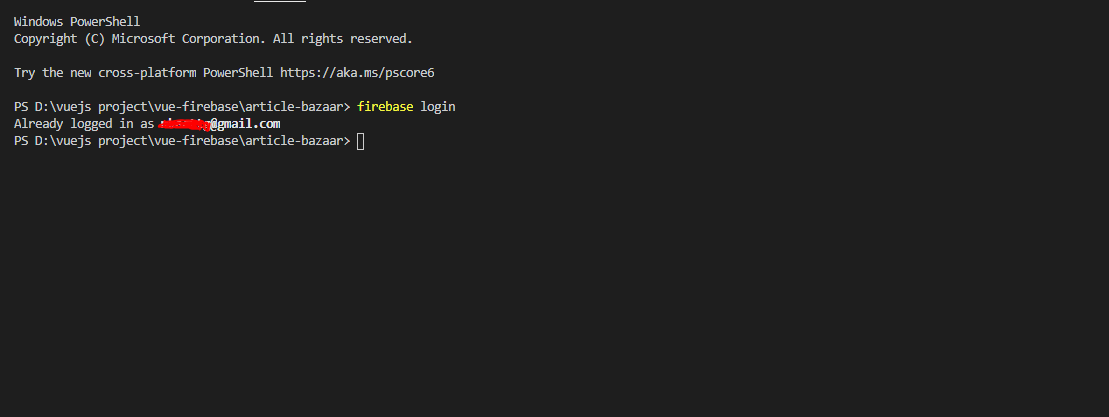 Windows PowerShell
Copyright (C) Microsoft Corporation. All rights reserved.
Try the new cross-platform PowerShell https://aka.ms/pscore6
PS D:\vuejs project\vue-firebase\article-bazaar> firebase login
Already logged in as @gmail.com
PS D:\vuejs project\vue-firebase\article-bazaar>